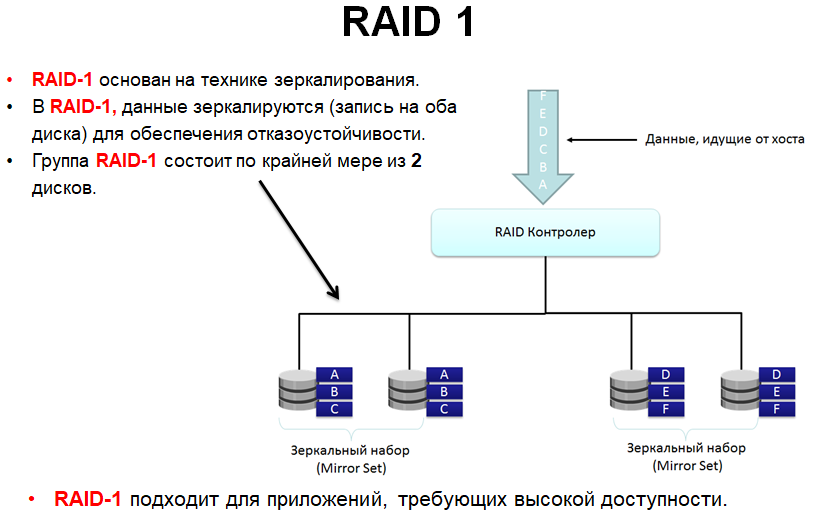 RAID 1
• RAID-1 основан на технике зеркалирования.
• В RAID-1, данные зеркалируются (запись на оба
диска) для обеспечения отказоустойчивости.
• Группа RAID-1 состоит по крайней мере из 2
дисков.
F
E
D
C
B
A
Данные, идущие от хоста
RAID Контролер
A
B
C
A
B
C
D
E
F
D
E
F
Зеркальный набор
(Mirror Set)
Зеркальный набор
(Mirror Set)
• RAID-1 подходит для приложений, требующих высокой доступности.